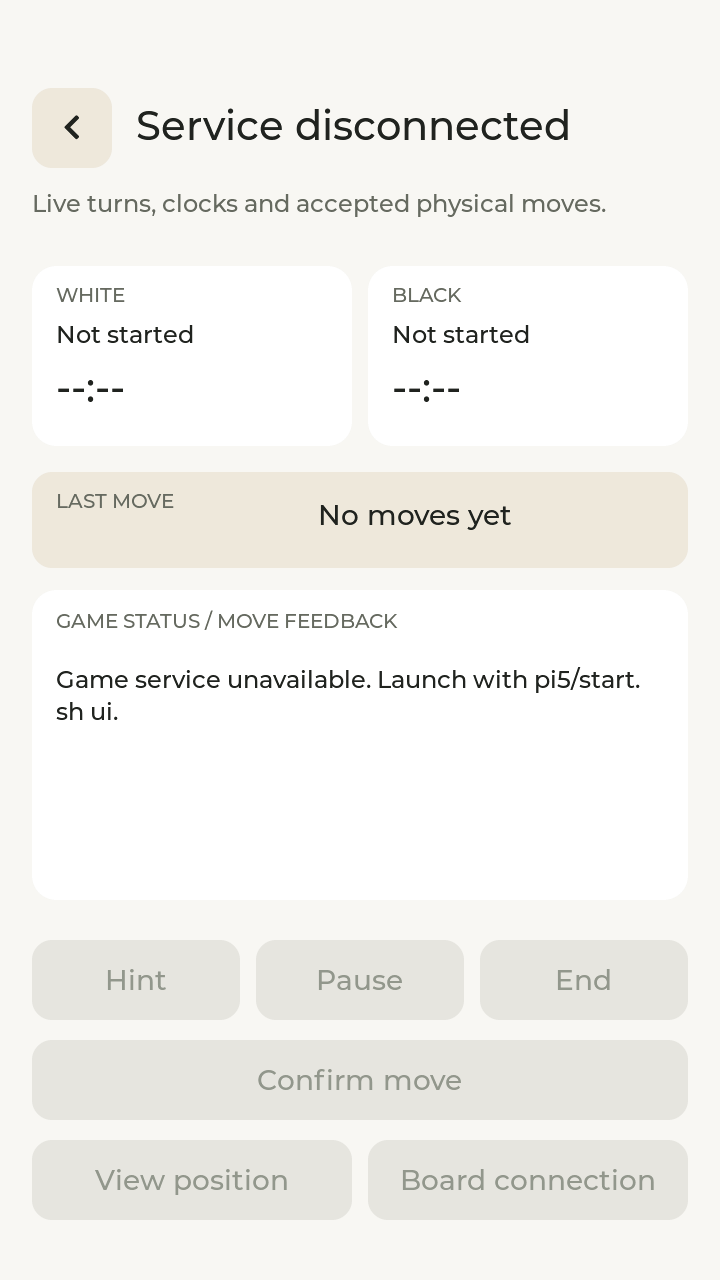 Service disconnected
Live turns, clocks and accepted physical moves.
WHITE
Not started
--:--
BLACK
Not started
--:--
LAST MOVE
No moves yet
GAME STATUS / MOVE FEEDBACK
Game service unavailable. Launch with pi5/start.
sh ui.
Hint
Pause
End
Confirm move
View position
Board connection